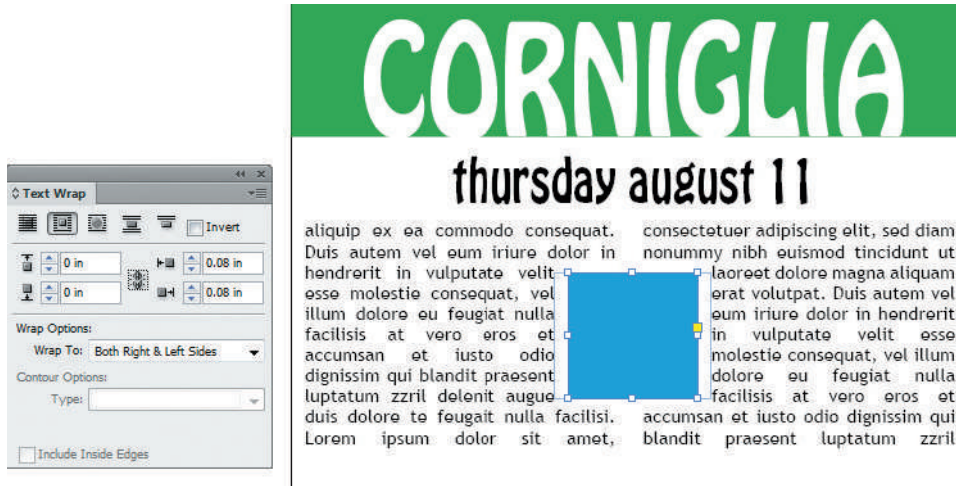 CORNIGLIA
thursday august 11
Text Wrap
Invert
0 in
0.08 in
0 in
0.08 in
Wrap Options:
Wrap To: Both Right & Left Sides
Contour Options:
Type:
Include Inside Edges
aliquip ex ea commodo consequat.
Duis autem vel eum iriure dolor in
hendrerit in vulputate velit
esse molestie consequat, vel
illum dolore eu feugiat nulla
facilisis at vero eros et
accumsan et iusto odio
dignissim qui blandit praesent
luptatum zzril delenit augue
duis dolore te feugait nulla facilisi.
Lorem ipsum dolor sit amet,
consectetuer adipiscing elit, sed diam
nonummy nibh euismod tincidunt ut
laoreet dolore magna aliquam
erat volutpat. Duis autem vel
eum iriure dolor in hendrerit
in vulputate velit esse
molestie consequat, vel illum
dolore eu feugiat nulla
facilisis at vero eros et
accumsan et iusto odio dignissim qui
blandit praesent luptatum zzril